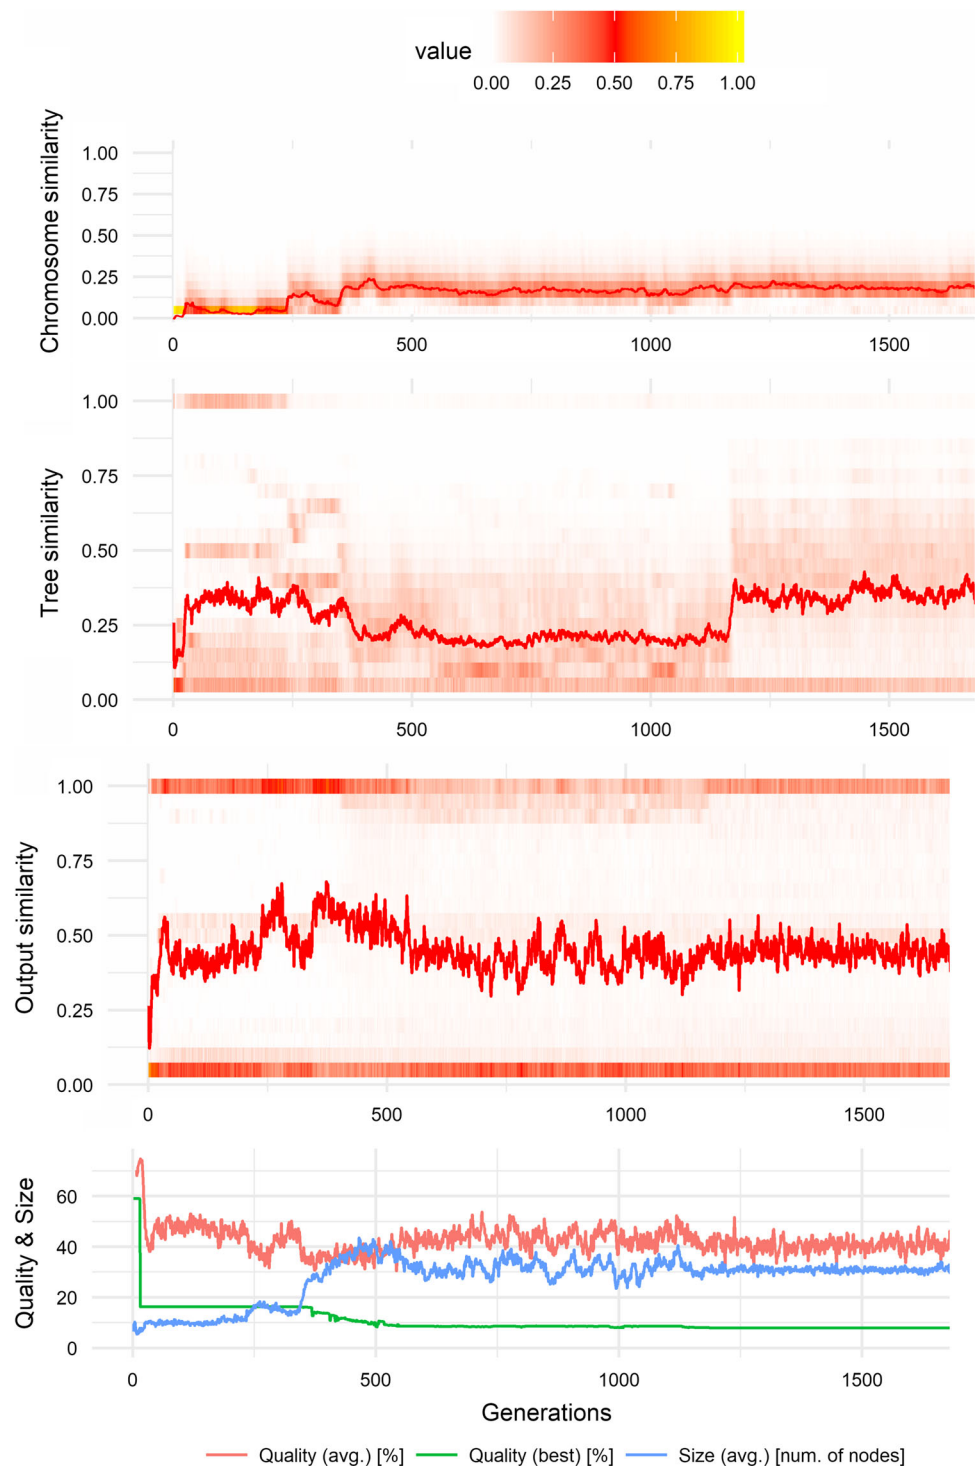 value
0.00 0.25 0.50 0.75 1.00
Chromosome similarity
1.00
0.75
0.50
0.25
0.00
0 500 1000 1500
Tree similarity
1.00
0.75
0.50
0.25
0.00
0 500 1000 1500
Output similarity
1.00
0.75
0.50
0.25
0.00
0 500 1000 1500
Quality & Size
60
40
20
0
0 500 1000 1500
Generations
Quality (avg.) [%] Quality (best) [%] Size (avg.) [num. of nodes]